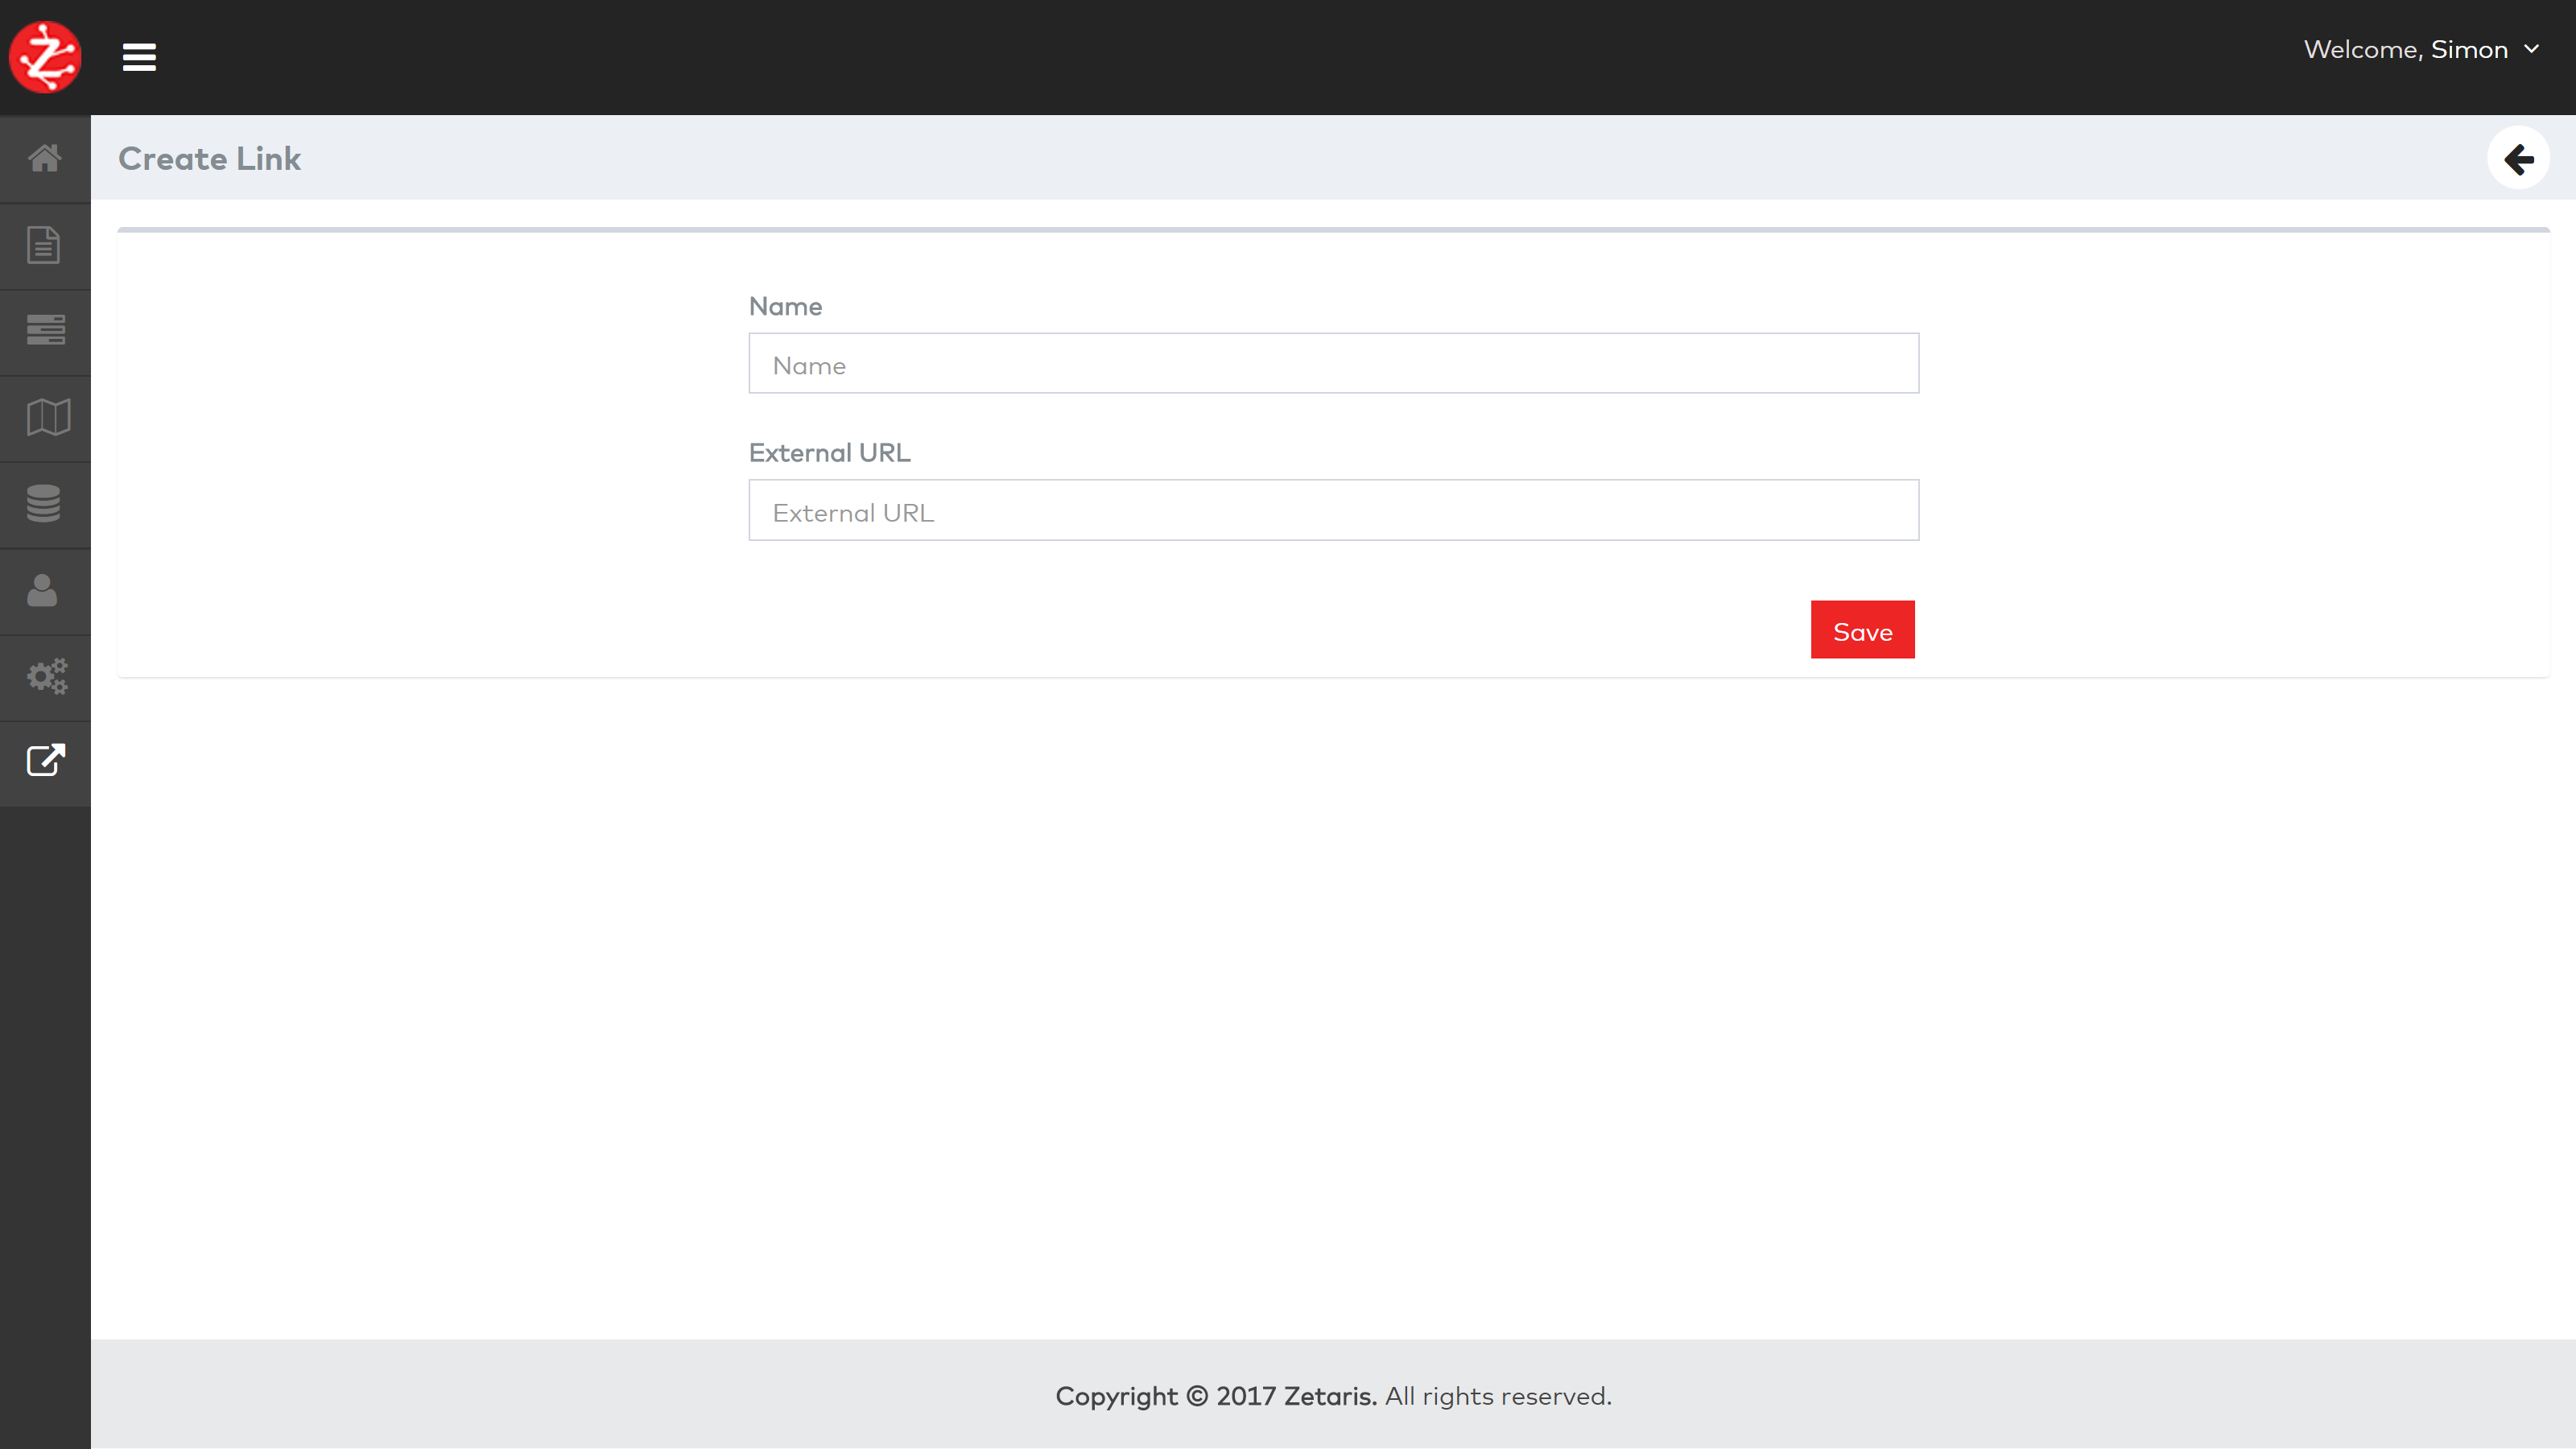 Welcome, Simon
Create Link
Name
Name
External URL
External URL
Save
Copyright © 2017 Zetaris. All rights reserved.